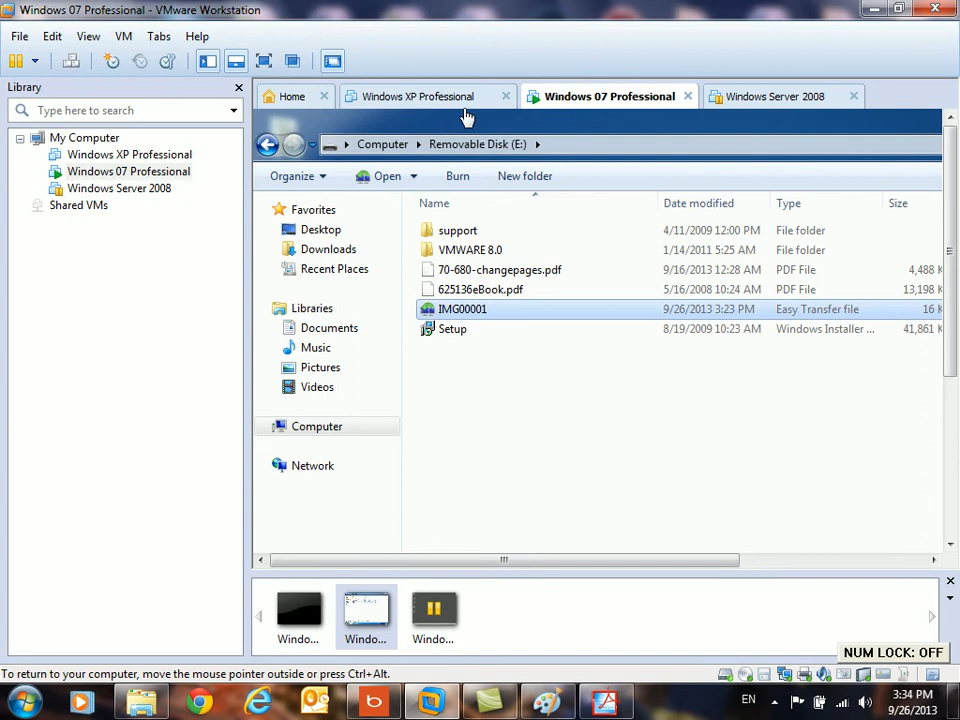 Windows 07 Professional - VMware Workstation
File Edit View VM Tabs Help
Library
Type here to search
My Computer
Windows XP Professional
Windows 07 Professional
Windows Server 2008
Shared VMs
Home
Windows XP Professional
Windows 07 Professional
Windows Server 2008
Computer
Removable Disk (E:)
Organize
Open
Burn
New folder
Favorites
Desktop
Downloads
Recent Places
Libraries
Documents
Music
Pictures
Videos
Computer
Network
Name Date modified Type Size
support 4/11/2009 12:00 PM File folder
VMWARE 8.0 1/14/2011 5:25 AM File folder
70-680-changepages.pdf 9/16/2013 12:28 AM PDF File 4,488 K
625136eBook.pdf 5/16/2008 10:24 AM PDF File 13,198 K
IMG00001 9/26/2013 3:23 PM Easy Transfer file 16 K
Setup 8/19/2009 10:23 AM Windows Installer ... 41,861 K
Windo...
Windo...
Windo...
NUM LOCK: OFF
To return to your computer, move the mouse pointer outside or press Ctrl+Alt.
EN
3:34 PM
9/26/2013